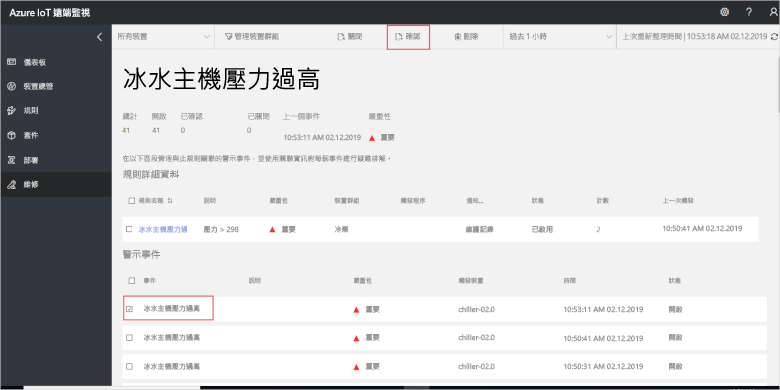 Azure IoT 遠端監視
?
所有裝置 管理裝置群組 關閉 確認 刪除 過去 1 小時 上次重新整理時間 | 10:53:18 AM 02.12.2019
儀表板
裝置總管
規則
套件
部署
維修
冰水主機壓力過高
總計 開啟 已確認 已關閉 上一個事件 嚴重性
41 41 0 0 10:53:11 AM 02.12.2019 重要
在以下區段管理與此規則關聯的警示事件，並使用關聯資訊對每個事件進行疑難排解。
規則詳細資料
規則名稱 說明 嚴重性 裝置群組 觸發程序 通知... 狀態 計數 上一次觸發
冰水主機壓力過 壓力 > 298 重要 冷煤 維護記錄 已啟用 2 10:50:41 AM 02.12.2019
警示事件
事件 說明 嚴重性 觸發裝置 時間 狀態
冰水主機壓力過高 重要 chiller-02.0 10:53:11 AM 02.12.2019 開啟
冰水主機壓力過高 重要 chiller-02.0 10:50:41 AM 02.12.2019 開啟
冰水主機壓力過高 重要 chiller-02.0 10:50:31 AM 02.12.2019 開啟